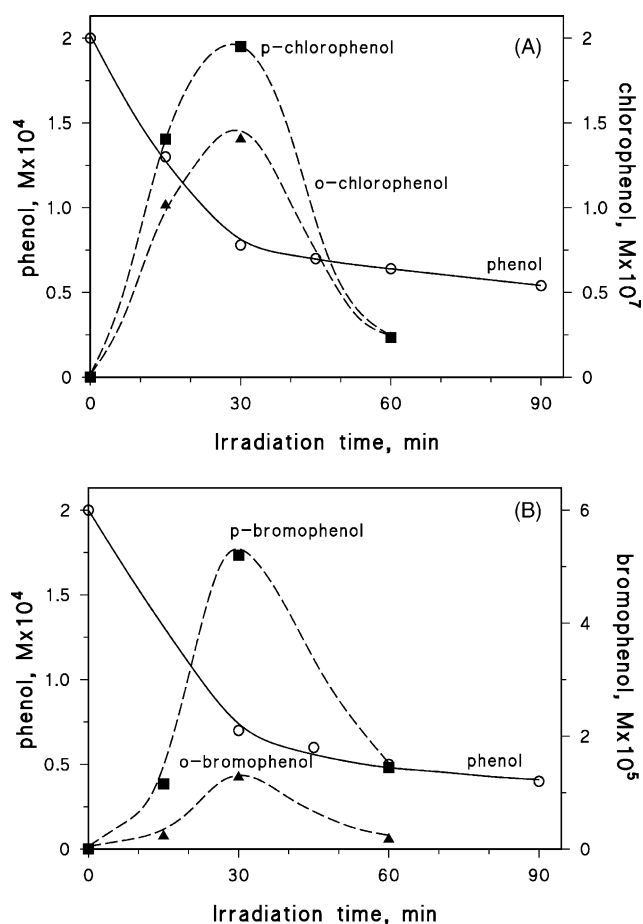 (A)
p-chlorophenol
o-chlorophenol
phenol
phenol, Mx10⁴
2
1.5
1.0
0.5
0
chlorophenol, Mx10⁷
2
1.5
1.0
0.5
0
0
30
60
90
Irradiation time, min
(B)
p-bromophenol
o-bromophenol
phenol
phenol, Mx10⁴
2
1.5
1.0
0.5
0
bromophenol, Mx10⁵
6
4
2
0
0
30
60
90
Irradiation time, min